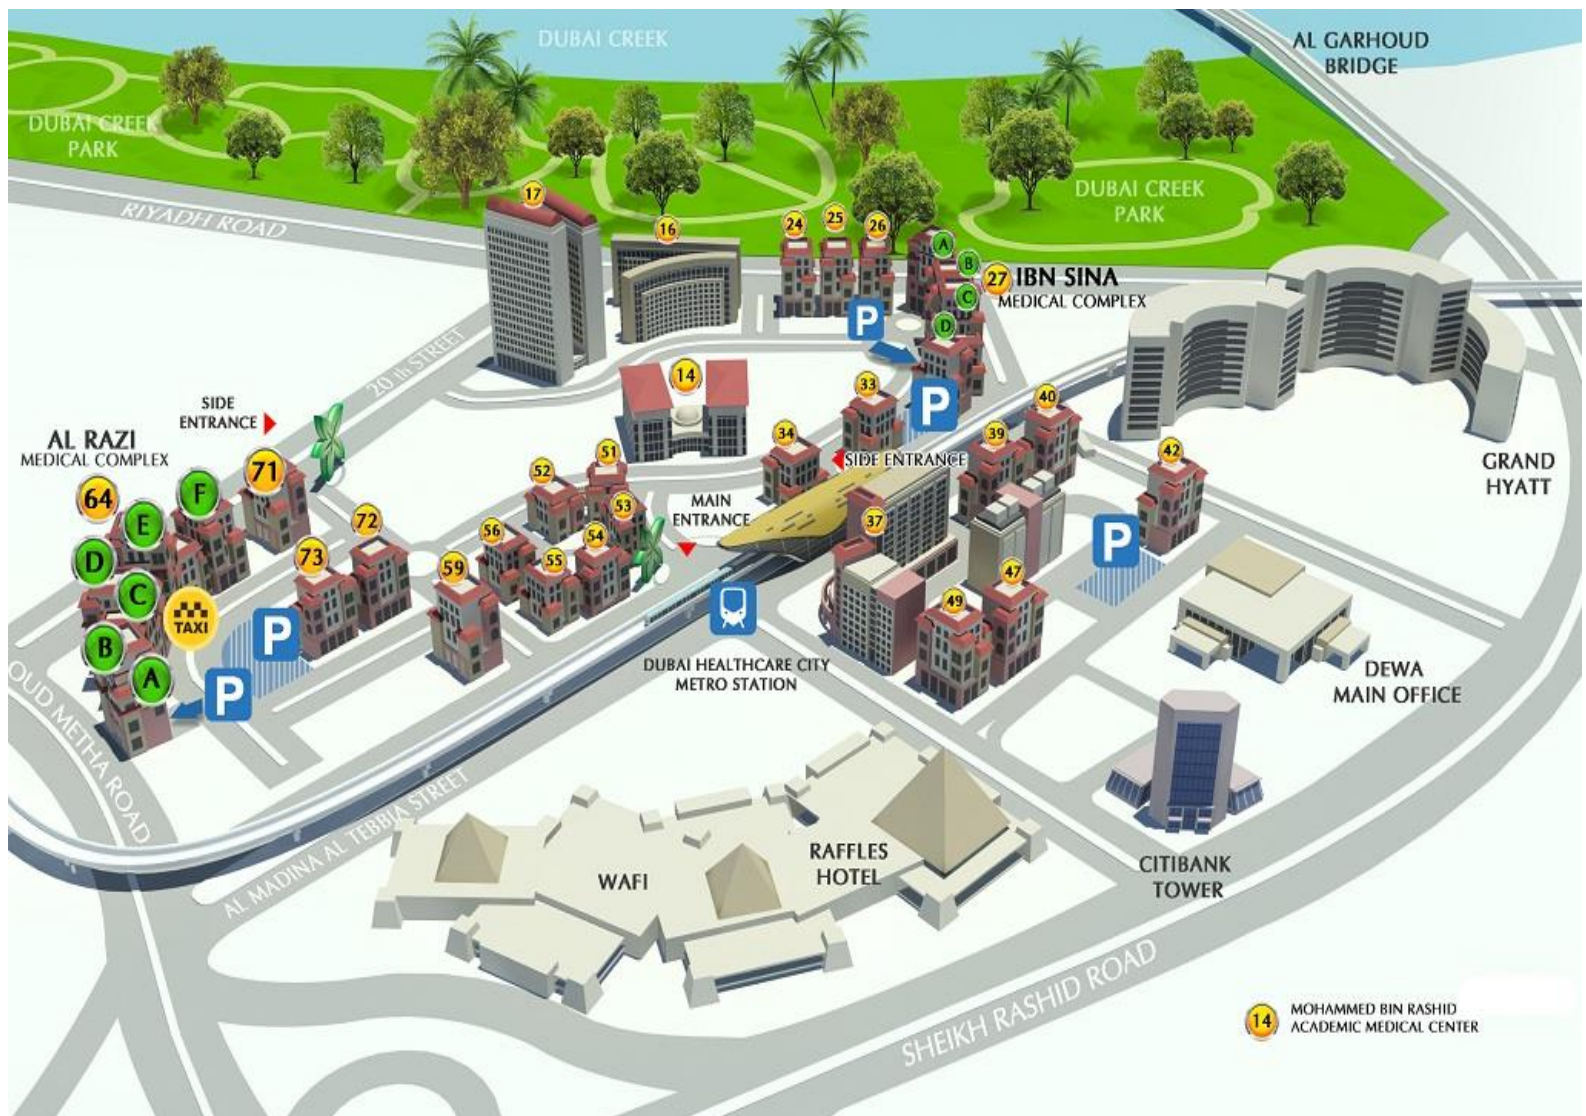 DUBAI CREEK
AL GARHOUD
BRIDGE
DUBAI CREEK
PARK
DUBAI CREEK
PARK
RIYADH ROAD
17
16
24
25
26
A
B
C
D
27
IBN SINA
MEDICAL COMPLEX
P
P
20 th STREET
14
33
34
SIDE ENTRANCE
39
40
42
GRAND
HYATT
SIDE
ENTRANCE
AL RAZI
MEDICAL COMPLEX
64
F
E
D
C
B
A
TAXI
71
72
73
P
P
59
56
52
51
53
54
55
MAIN
ENTRANCE
37
47
49
P
DUBAI HEALTHCARE CITY
METRO STATION
DEWA
MAIN OFFICE
OUD METHA ROAD
AL MADINA AL TEBBIA STREET
WAFI
RAFFLES
HOTEL
CITIBANK
TOWER
SHEIKH RASHID ROAD
14
MOHAMMED BIN RASHID
ACADEMIC MEDICAL CENTER